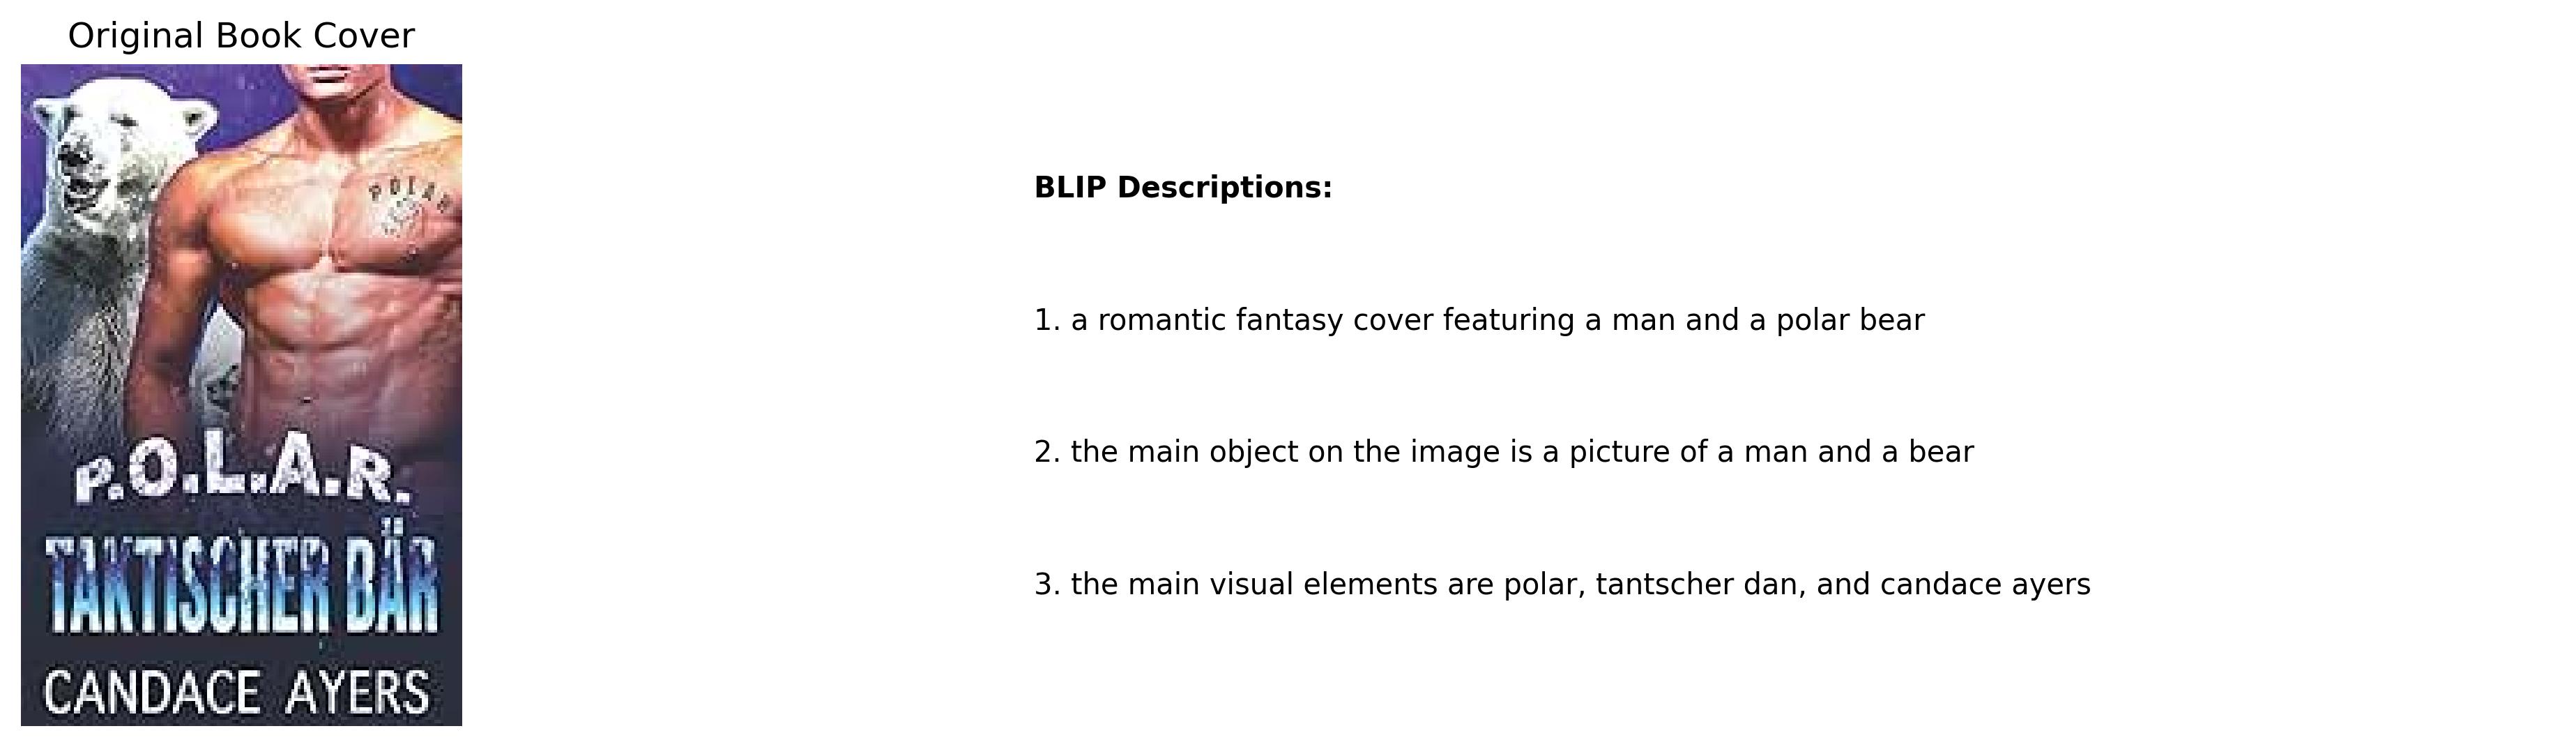 Original Book Cover
POLAR
P.O.L.A.R.
TAKTISCHER BÄR
CANDACE AYERS
BLIP Descriptions:
1. a romantic fantasy cover featuring a man and a polar bear
2. the main object on the image is a picture of a man and a bear
3. the main visual elements are polar, tantscher dan, and candace ayers